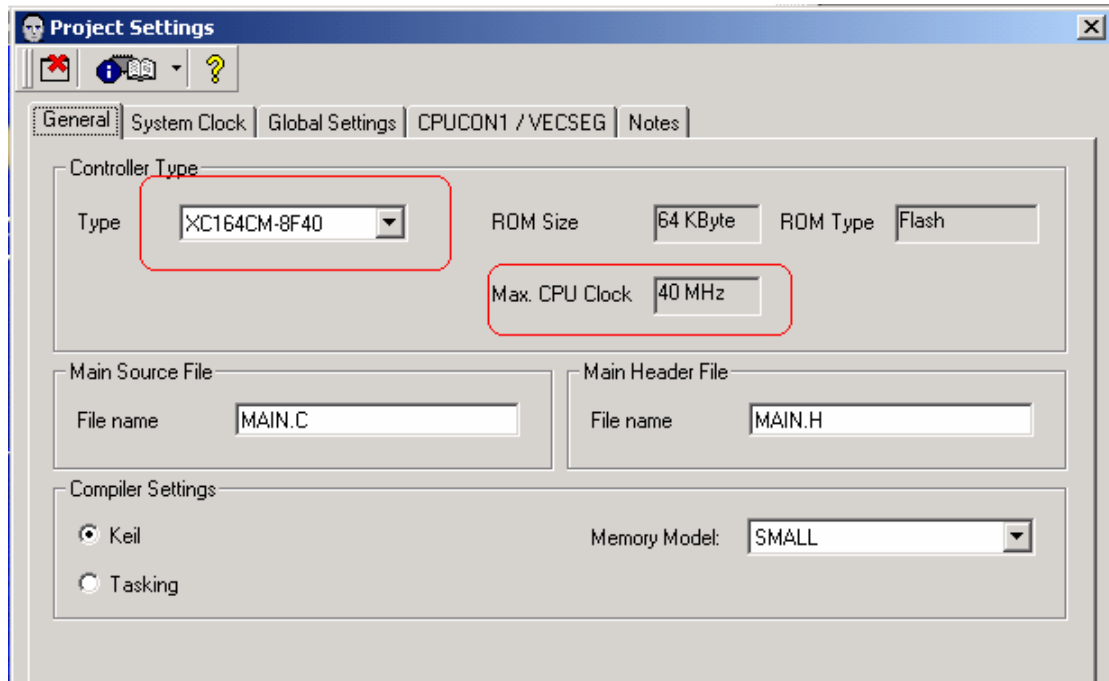 Project Settings
General System Clock Global Settings CPUCON1 / VECSEG Notes
Controller Type
Type XC164CM-8F40 ROM Size 64 KByte ROM Type Flash
Max. CPU Clock 40 MHz
Main Source File Main Header File
File name MAIN.C File name MAIN.H
Compiler Settings
Keil Memory Model: SMALL
Tasking